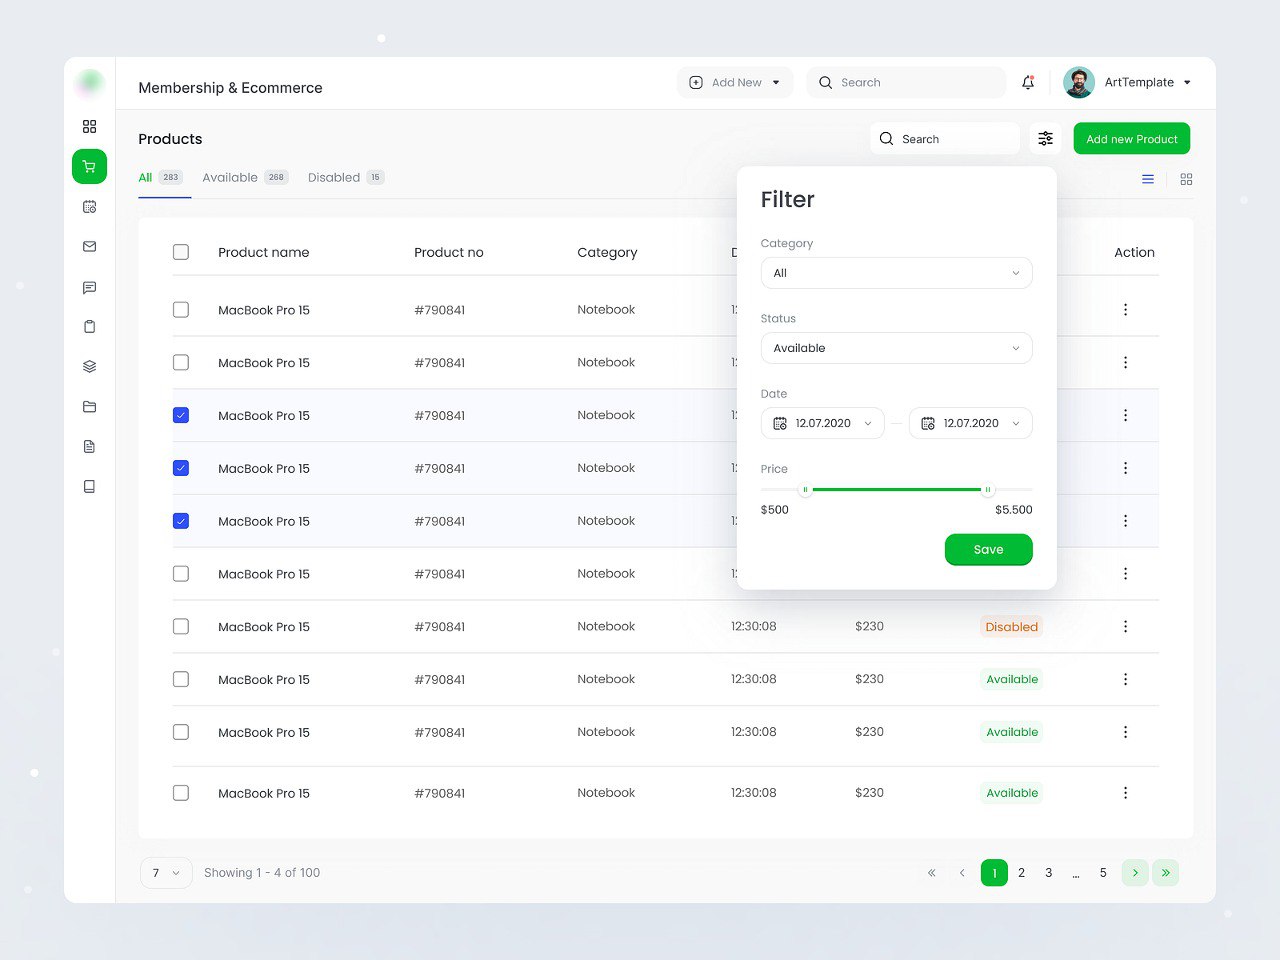 Membership & Ecommerce
Add New
Search
ArtTemplate
Products
Search
Add new Product
All 283
Available 268
Disabled 15
Filter
Category
All
Status
Available
Date
12.07.2020 — 12.07.2020
Price
$500 $5.500
Save
Product name Product no Category D Action
MacBook Pro 15 #790841 Notebook 12
MacBook Pro 15 #790841 Notebook 12
MacBook Pro 15 #790841 Notebook 12
MacBook Pro 15 #790841 Notebook 12
MacBook Pro 15 #790841 Notebook 12
MacBook Pro 15 #790841 Notebook 12
MacBook Pro 15 #790841 Notebook 12:30:08 $230 Disabled
MacBook Pro 15 #790841 Notebook 12:30:08 $230 Available
MacBook Pro 15 #790841 Notebook 12:30:08 $230 Available
MacBook Pro 15 #790841 Notebook 12:30:08 $230 Available
7 Showing 1 - 4 of 100
« ‹ 1 2 3 ... 5 › »